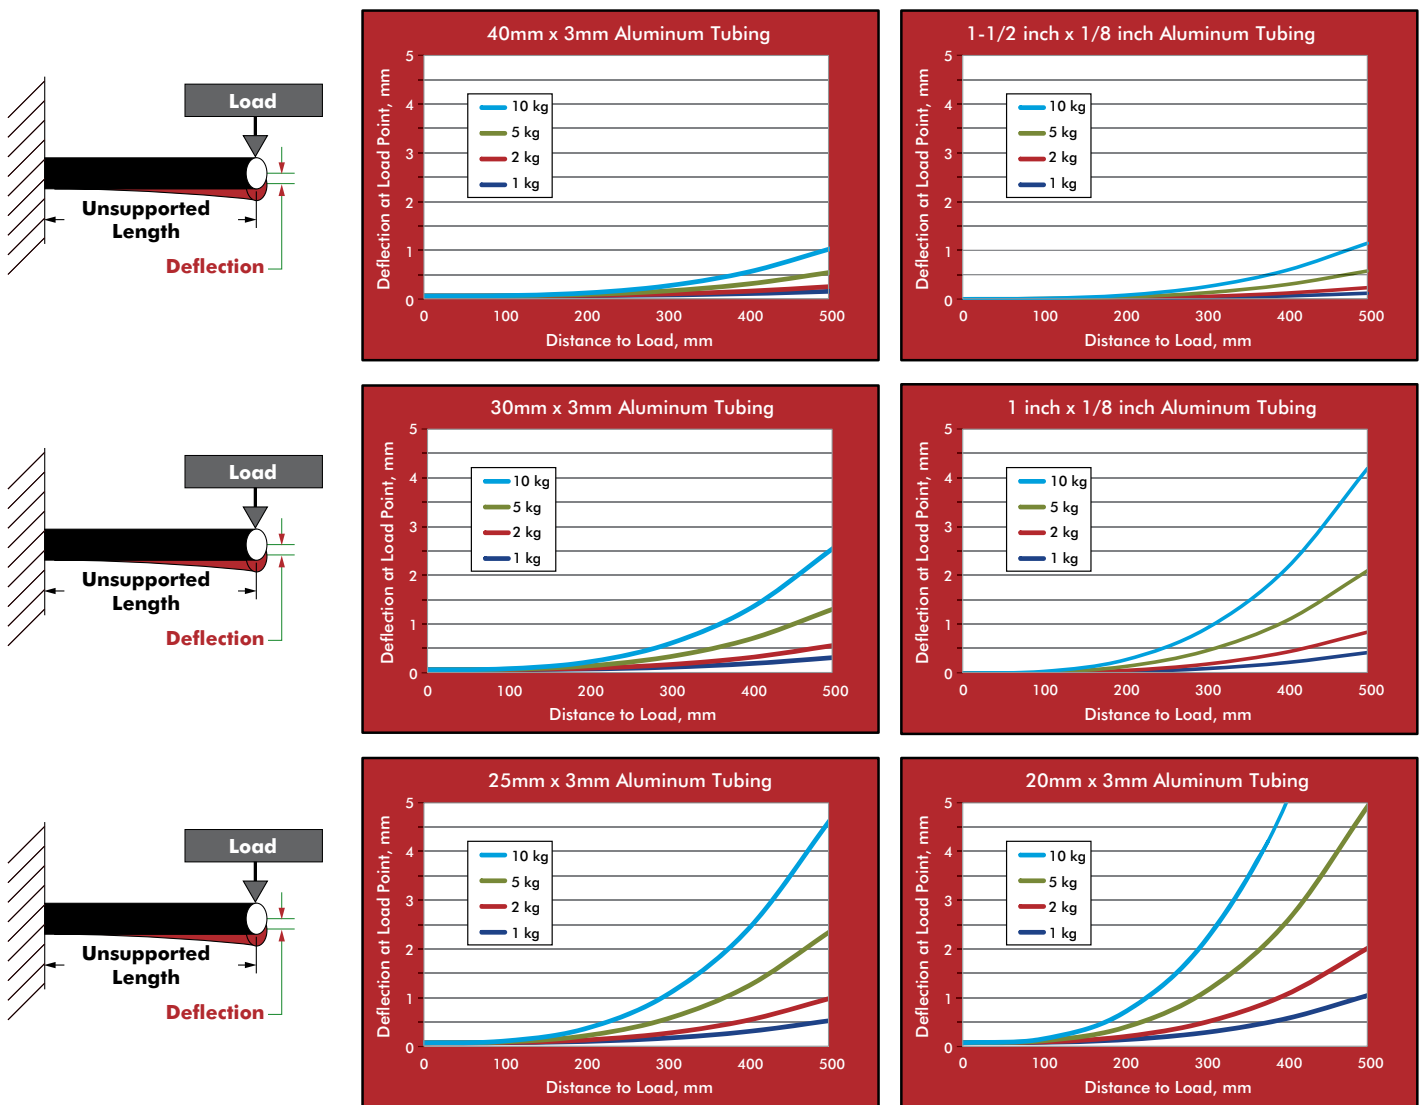 Load
Unsupported
Length
Deflection
40mm x 3mm Aluminum Tubing
Deflection at Load Point, mm
5
4
3
2
1
0
10 kg
5 kg
2 kg
1 kg
0 100 200 300 400 500
Distance to Load, mm
1-1/2 inch x 1/8 inch Aluminum Tubing
Deflection at Load Point, mm
5
4
3
2
1
0
10 kg
5 kg
2 kg
1 kg
0 100 200 300 400 500
Distance to Load, mm
Load
Unsupported
Length
Deflection
30mm x 3mm Aluminum Tubing
Deflection at Load Point, mm
5
4
3
2
1
0
10 kg
5 kg
2 kg
1 kg
0 100 200 300 400 500
Distance to Load, mm
1 inch x 1/8 inch Aluminum Tubing
Deflection at Load Point, mm
5
4
3
2
1
0
10 kg
5 kg
2 kg
1 kg
0 100 200 300 400 500
Distance to Load, mm
Load
Unsupported
Length
Deflection
25mm x 3mm Aluminum Tubing
Deflection at Load Point, mm
5
4
3
2
1
0
10 kg
5 kg
2 kg
1 kg
0 100 200 300 400 500
Distance to Load, mm
20mm x 3mm Aluminum Tubing
Deflection at Load Point, mm
5
4
3
2
1
0
10 kg
5 kg
2 kg
1 kg
0 100 200 300 400 500
Distance to Load, mm